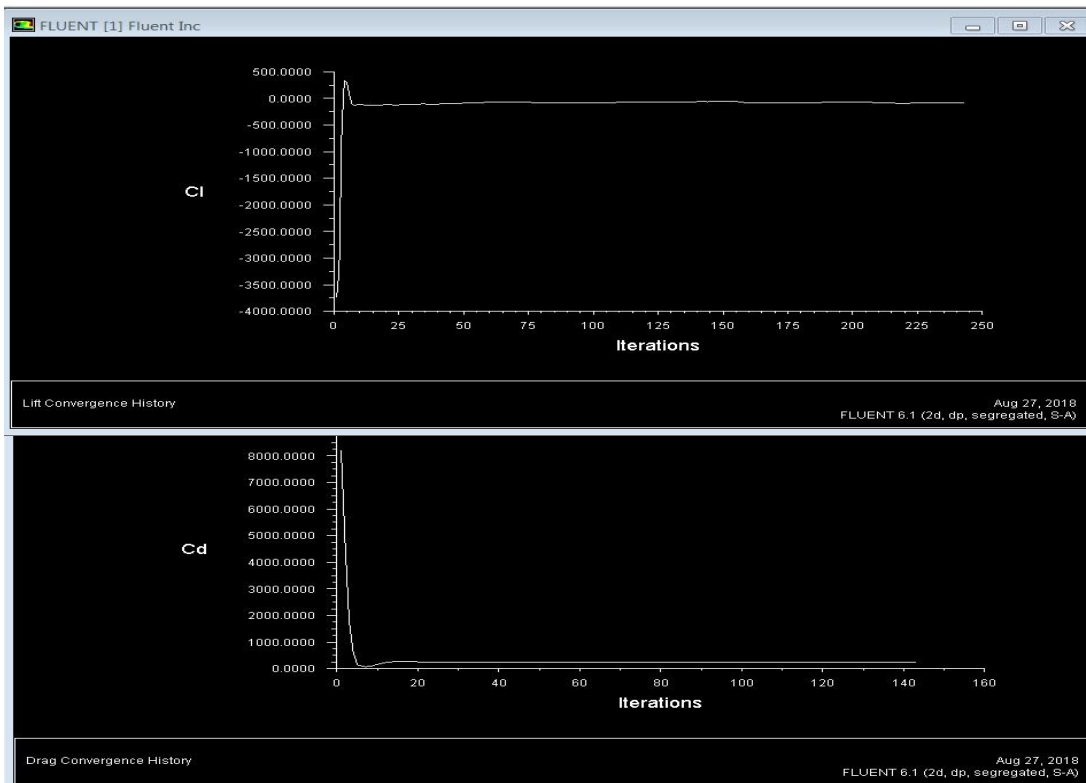 FLUENT [1] Fluent Inc
500.0000
0.0000
-500.0000
-1000.0000
-1500.0000
Cl
-2000.0000
-2500.0000
-3000.0000
-3500.0000
-4000.0000
0 25 50 75 100 125 150 175 200 225 250
Iterations
Lift Convergence History
Aug 27, 2018
FLUENT 6.1 (2d, dp, segregated, S-A)
8000.0000
7000.0000
6000.0000
5000.0000
Cd
4000.0000
3000.0000
2000.0000
1000.0000
0.0000
0 20 40 60 80 100 120 140 160
Iterations
Drag Convergence History
Aug 27, 2018
FLUENT 6.1 (2d, dp, segregated, S-A)